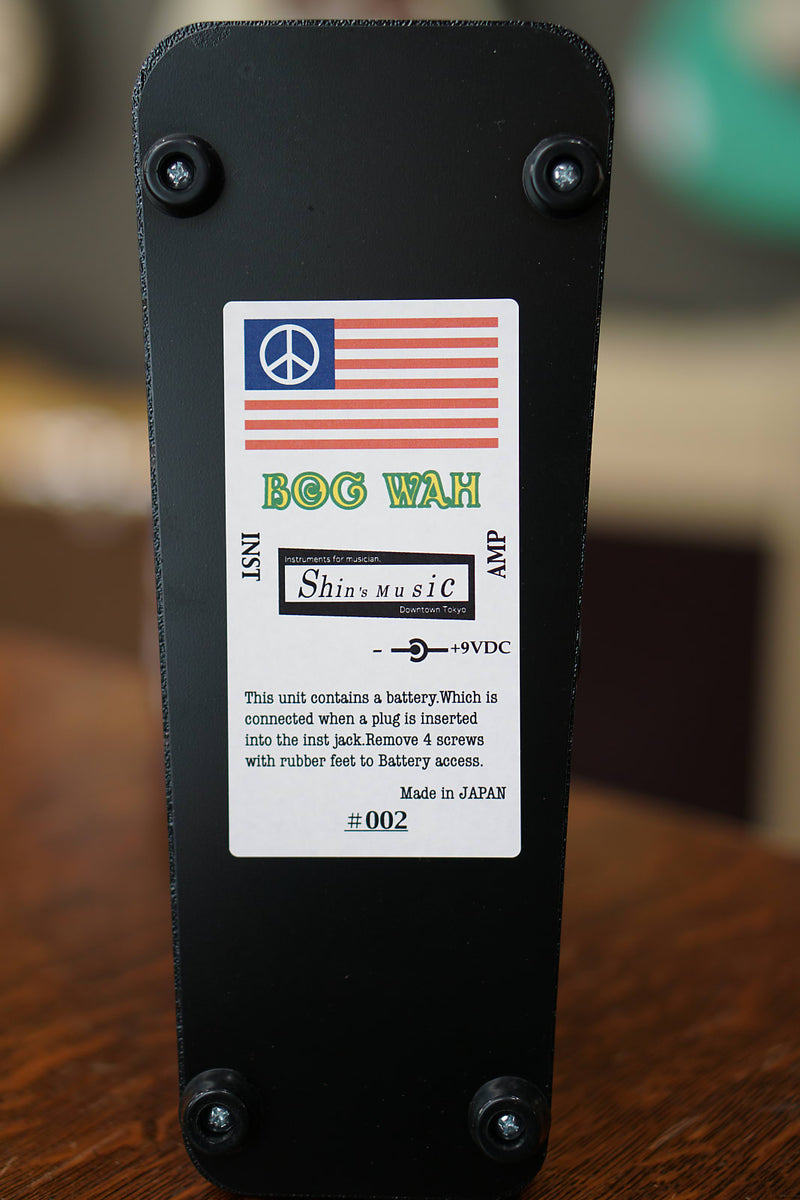 BOG WAH
INST
AMP
Instruments for musician.
Shin's Music
Downtown Tokyo
- +9VDC
This unit contains a battery.Which is
connected when a plug is inserted
into the inst jack.Remove 4 screws
with rubber feet to Battery access.
Made in JAPAN
#002